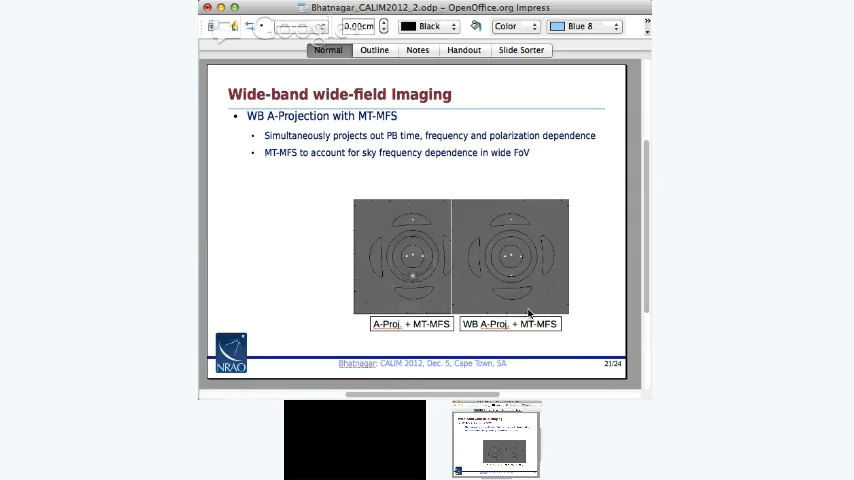 Bhatnagar_CALIM2012_2.odp - OpenOffice.org Impress
Google
0.00cm
Black
Color
Blue 8
Normal
Outline
Notes
Handout
Slide Sorter
Wide-band wide-field Imaging
• WB A-Projection with MT-MFS
• Simultaneously projects out PB time, frequency and polarization dependence
• MT-MFS to account for sky frequency dependence in wide FoV
A-Proj. + MT-MFS
WB A-Proj. + MT-MFS
NRAO
Bhatnagar: CALIM 2012, Dec. 5, Cape Town, SA
21/24